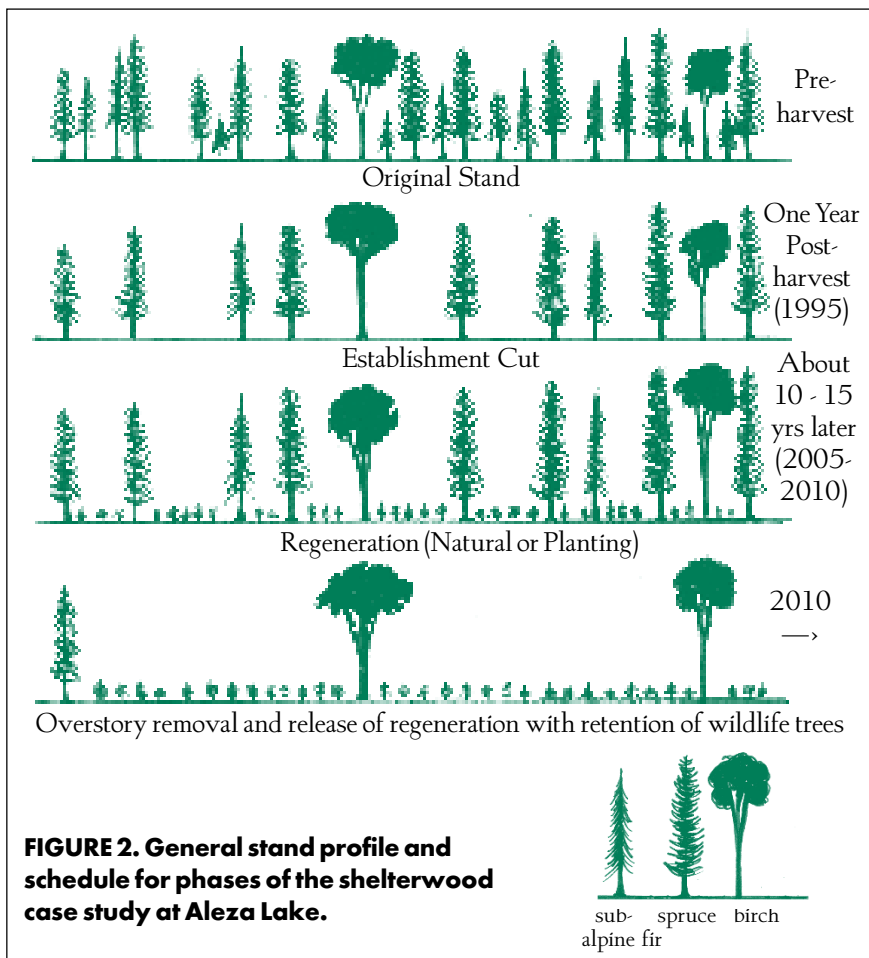 Pre-
harvest
Original Stand
One Year
Post-
harvest
(1995)
Establishment Cut
About
10 - 15
yrs later
(2005-
2010)
Regeneration (Natural or Planting)
2010
Overstory removal and release of regeneration with retention of wildlife trees
FIGURE 2. General stand profile and
schedule for phases of the shelterwood
case study at Aleza Lake.
sub-
alpine fir
spruce
birch